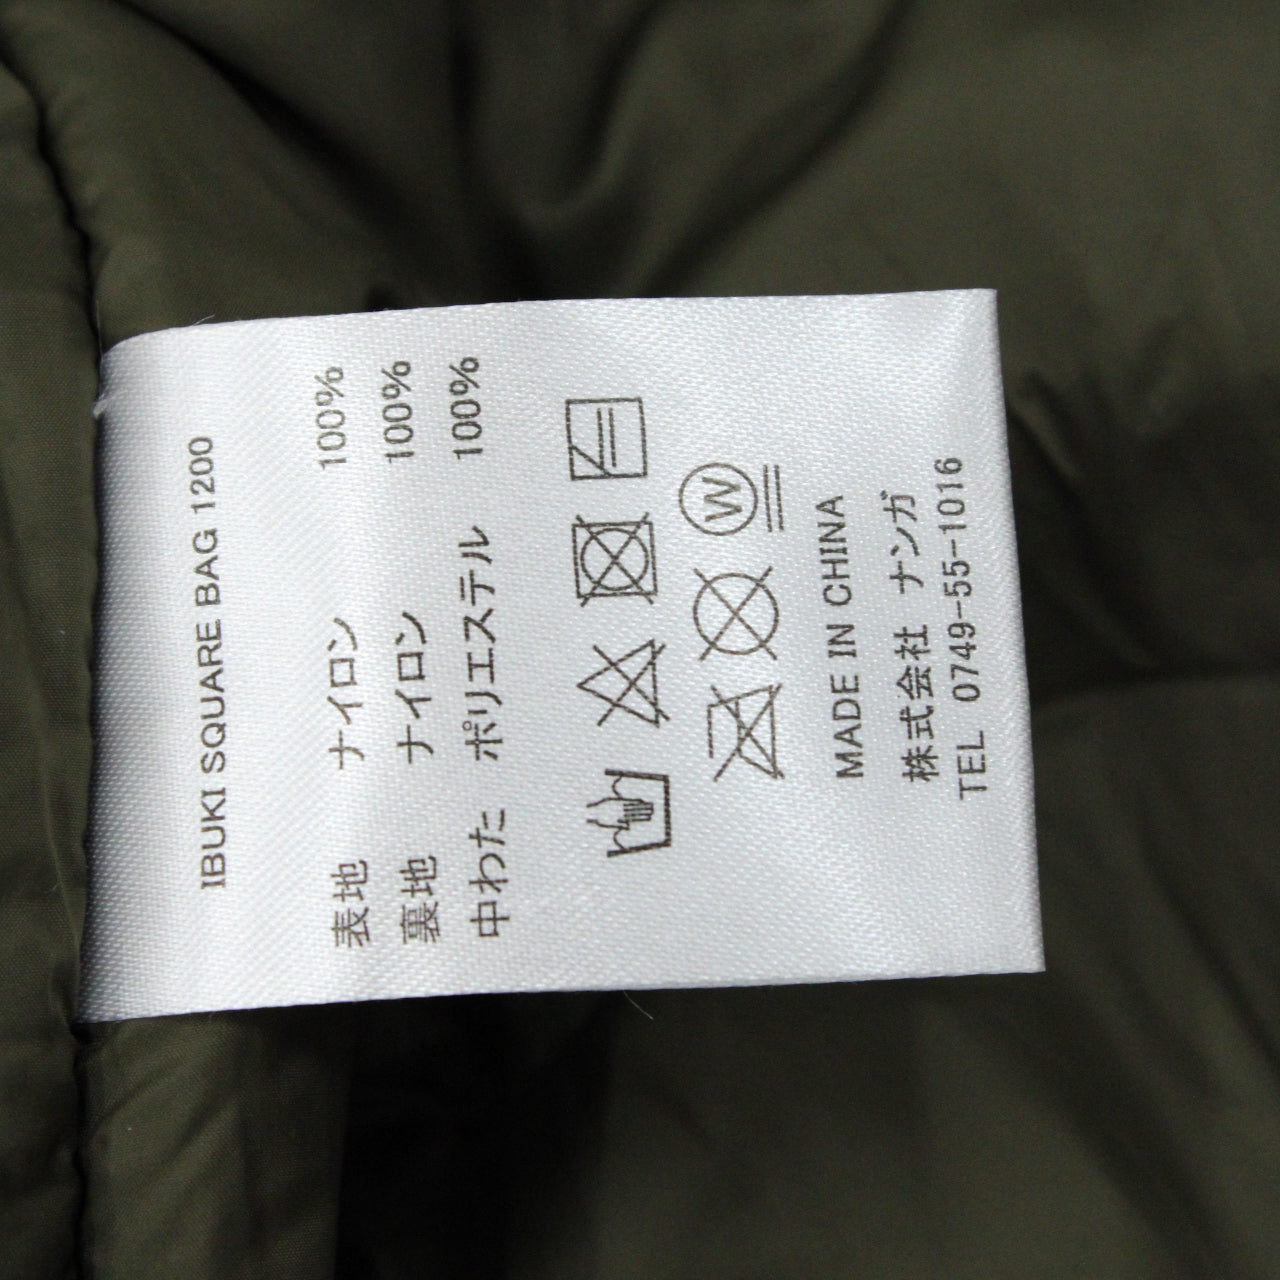 IBUKI SQUARE BAG 1200
表地 ナイロン 100%
裏地 ナイロン 100%
中わた ポリエステル 100%
W
MADE IN CHINA
株式会社 ナンガ
TEL 0749-55-1016